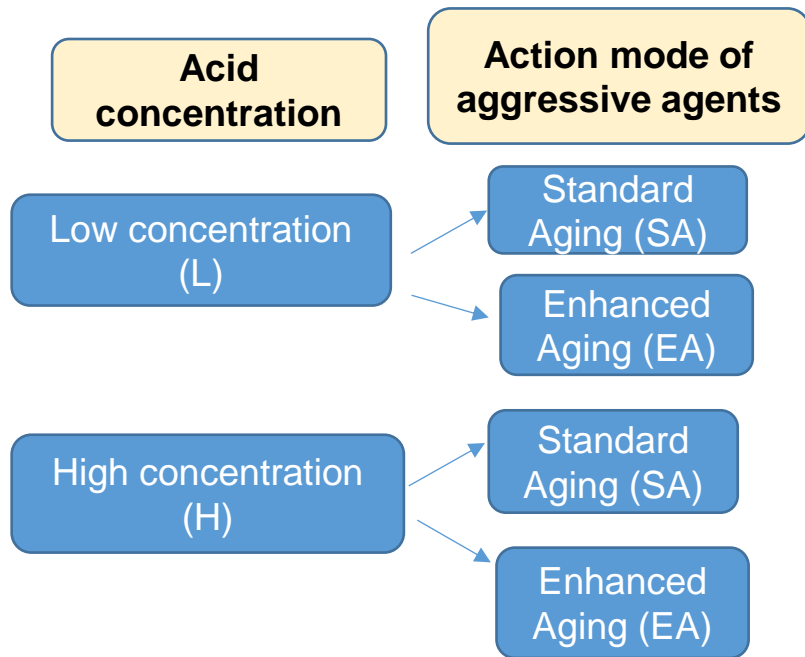 Acid
concentration
Action mode of
aggressive agents
Low concentration
(L)
Standard
Aging (SA)
Enhanced
Aging (EA)
High concentration
(H)
Standard
Aging (SA)
Enhanced
Aging (EA)